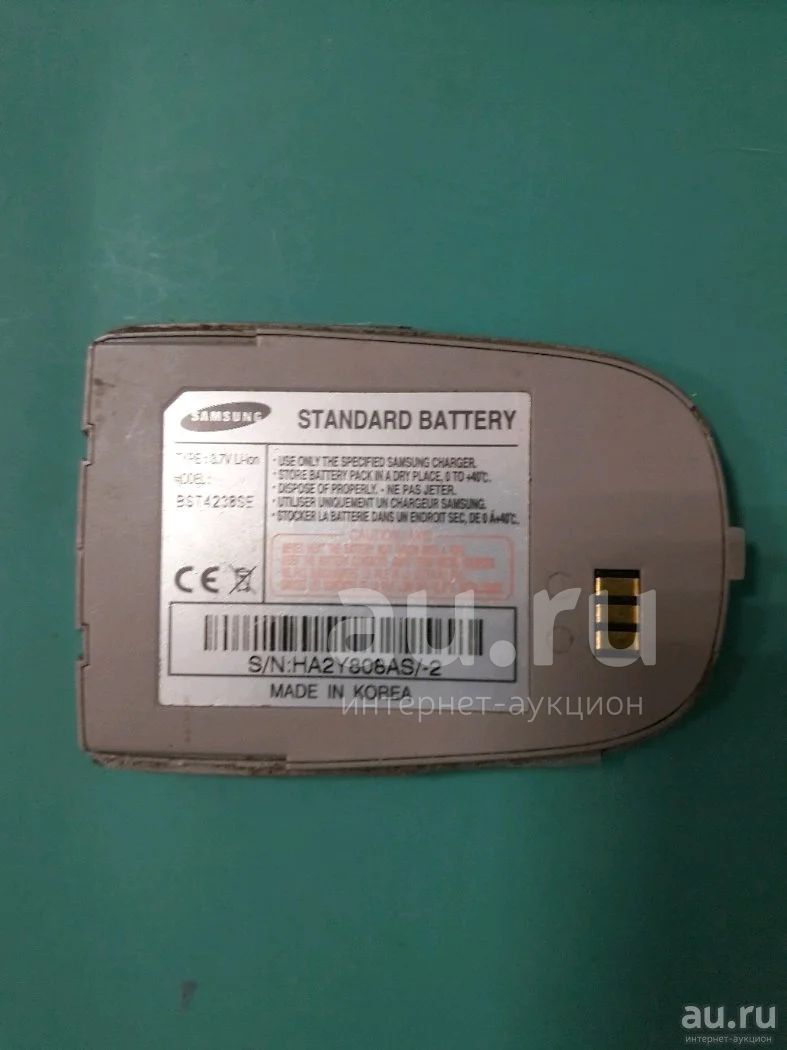 SAMSUNG
STANDARD BATTERY
TYPE : 3.7V Li-ion
MODEL:
BST4238SE
• USE ONLY THE SPECIFIED SAMSUNG CHARGER.
• STORE BATTERY PACK IN A DRY PLACE, 0 TO +40℃.
• DISPOSE OF PROPERLY. - NE PAS JETER.
• UTILISER UNIQUEMENT UN CHARGEUR SAMSUNG.
• STOCKER LA BATTERIE DANS UN ENDROIT SEC, DE 0 Á+40℃.
CE
S/N:HA2Y808AS/-2
MADE IN KOREA
au.ru
интернет-аукцион
au.ru
интернет-аукцион